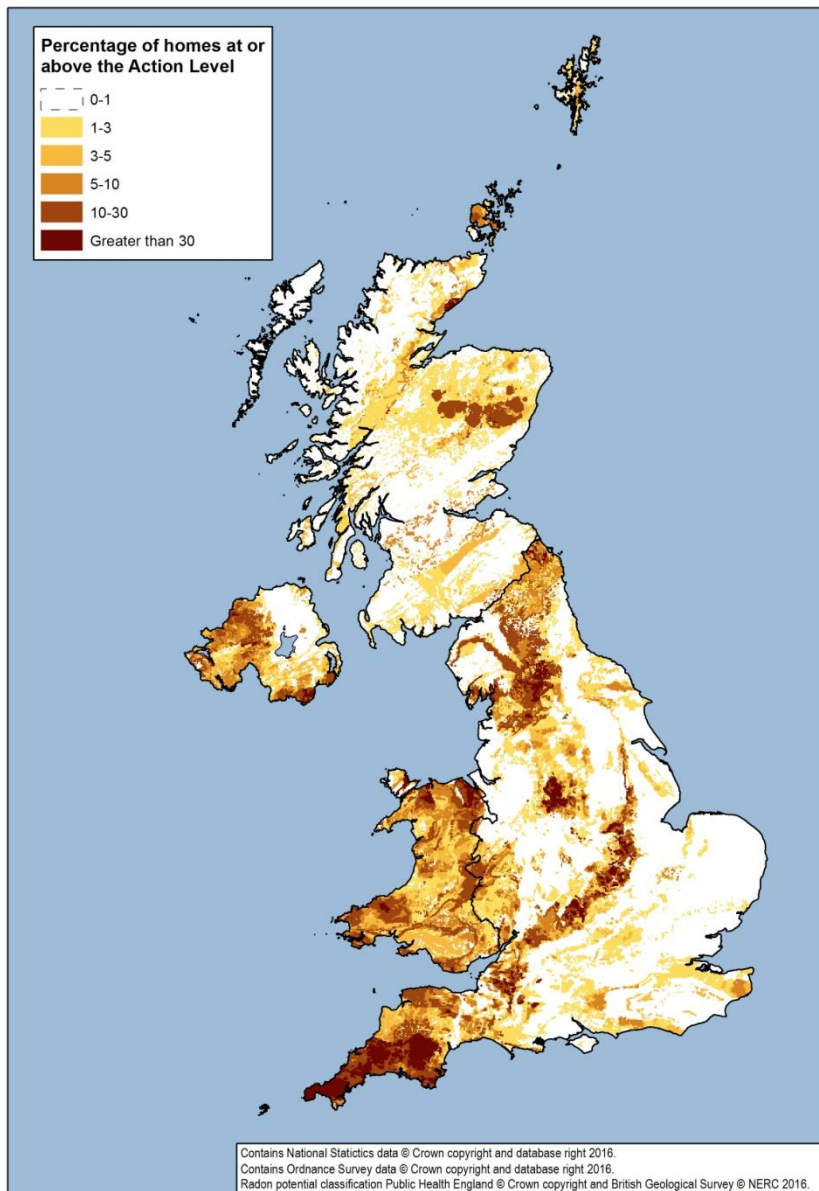 Percentage of homes at or
above the Action Level
0-1
1-3
3-5
5-10
10-30
Greater than 30
Contains National Statictics data © Crown copyright and database right 2016.
Contains Ordnance Survey data © Crown copyright and database right 2016.
Radon potential classification Public Health England © Crown copyright and British Geological Survey © NERC 2016.